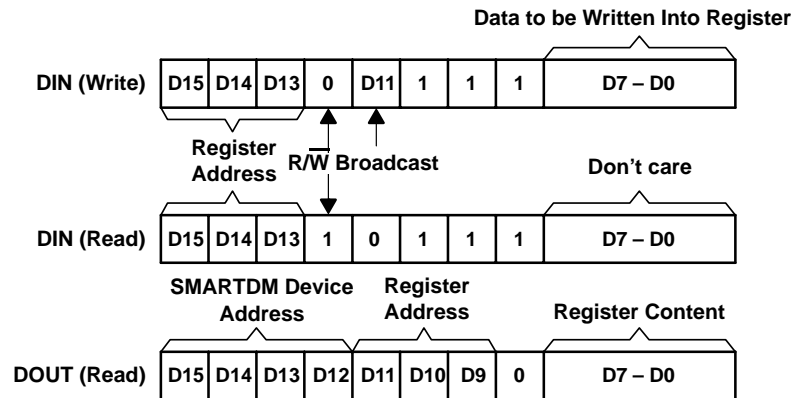 Data to be Written Into Register
DIN (Write) D15 D14 D13 0 D11 1 1 1 D7 – D0
Register Address R/W̅ Broadcast
Don't care
DIN (Read) D15 D14 D13 1 0 1 1 1 D7 – D0
SMARTDM Device Address Register Address Register Content
DOUT (Read) D15 D14 D13 D12 D11 D10 D9 0 D7 – D0